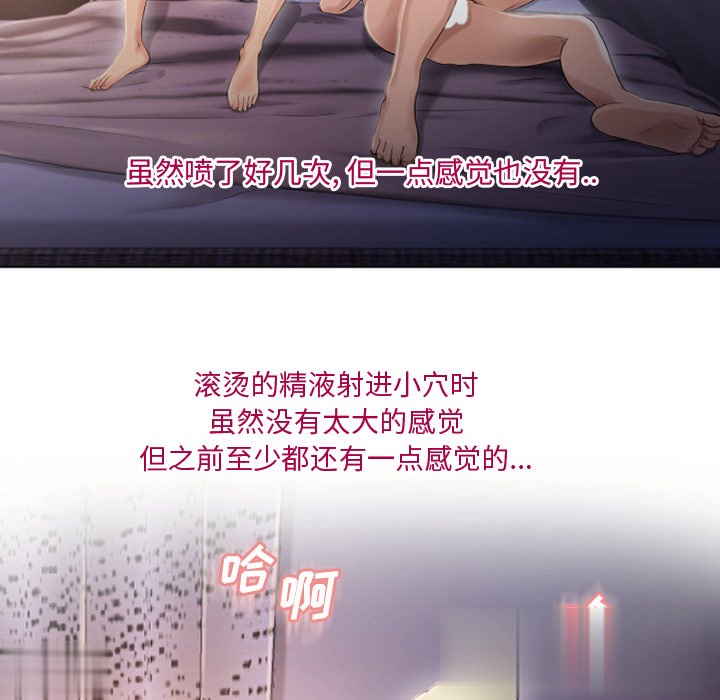 虽然喷了好几次, 但一点感觉也没有..
滚烫的精液射进小穴时
虽然没有太大的感觉
但之前至少都还有一点感觉的...
哈
啊